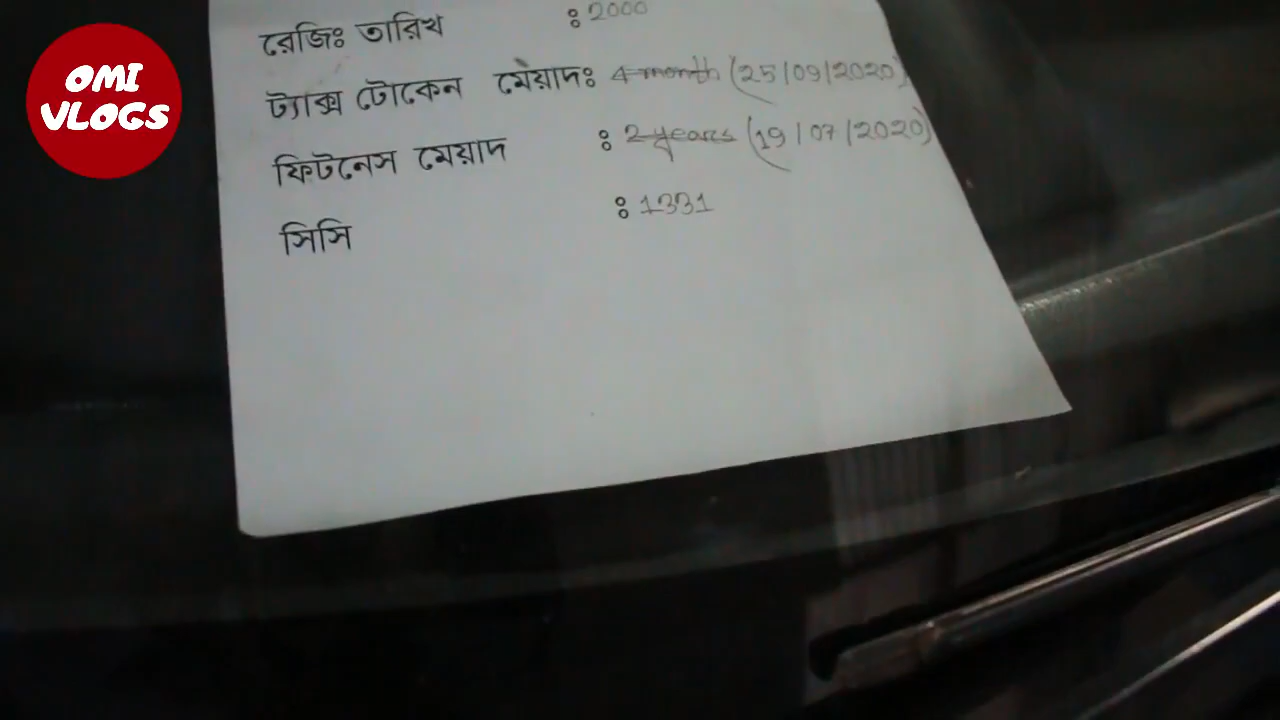 OMI
VLOGS
রেজিঃ তারিখ : 2000
ট্যাক্স টোকেন মেয়াদঃ 4 month (25/09/2020)
ফিটনেস মেয়াদ : 2 years (19/07/2020)
সিসি : 1331